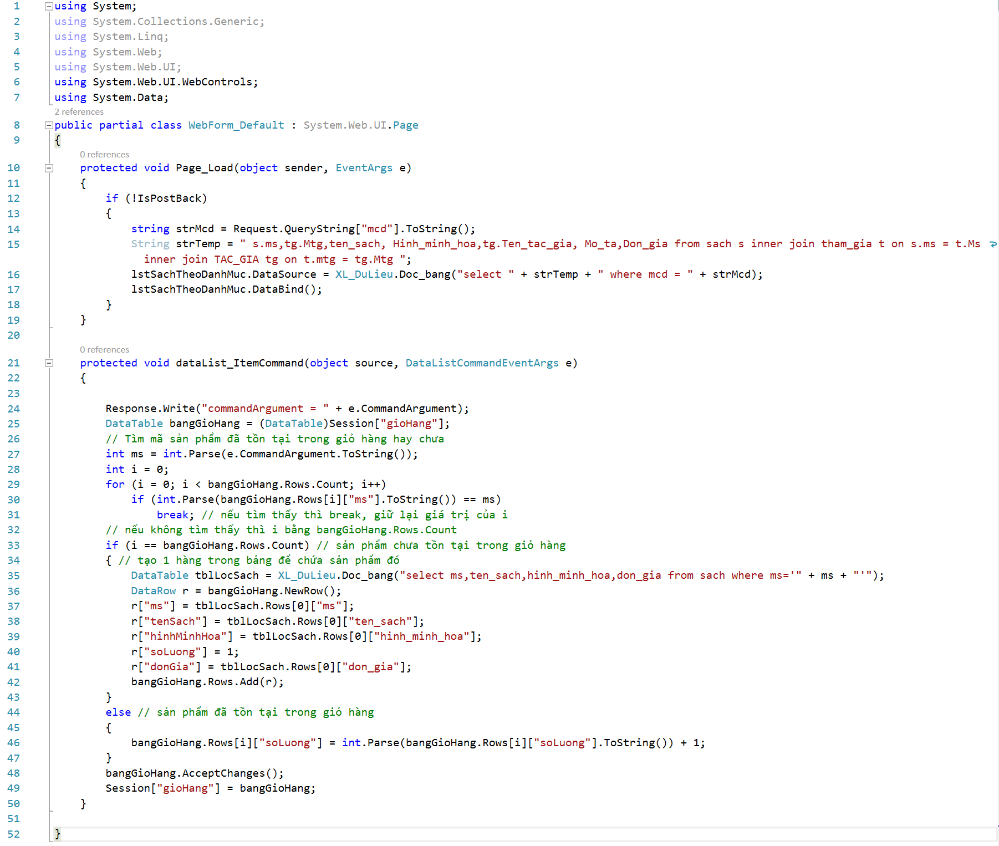 1 using System;
2 using System.Collections.Generic;
3 using System.Linq;
4 using System.Web;
5 using System.Web.UI;
6 using System.Web.UI.WebControls;
7 using System.Data;
2 references
8 public partial class WebForm_Default : System.Web.UI.Page
9 {
0 references
10 protected void Page_Load(object sender, EventArgs e)
11 {
12 if (!IsPostBack)
13 {
14 string strMcd = Request.QueryString["mcd"].ToString();
15 String strTemp = " s.ms,tg.Mtg,ten_sach, Hinh_minh_hoa,tg.Ten_tac_gia, Mo_ta,Don_gia from sach s inner join tham_gia t on s.ms = t.Ms
inner join TAC_GIA tg on t.mtg = tg.Mtg ";
16 lstSachTheoDanhMuc.DataSource = XL_DuLieu.Doc_bang("select " + strTemp + " where mcd = " + strMcd);
17 lstSachTheoDanhMuc.DataBind();
18 }
19 }
20
0 references
21 protected void dataList_ItemCommand(object source, DataListCommandEventArgs e)
22 {
23
24 Response.Write("commandArgument = " + e.CommandArgument);
25 DataTable bangGioHang = (DataTable)Session["gioHang"];
26 // Tìm mã sản phẩm đã tồn tại trong giỏ hàng hay chưa
27 int ms = int.Parse(e.CommandArgument.ToString());
28 int i = 0;
29 for (i = 0; i < bangGioHang.Rows.Count; i++)
30 if (int.Parse(bangGioHang.Rows[i]["ms"].ToString()) == ms)
31 break; // nếu tìm thấy thì break, giữ lại giá trị của i
32 // nếu không tìm thấy thì i bằng bangGioHang.Rows.Count
33 if (i == bangGioHang.Rows.Count) // sản phẩm chưa tồn tại trong giỏ hàng
34 { // tạo 1 hàng trong bảng để chứa sản phẩm đó
35 DataTable tblLocSach = XL_DuLieu.Doc_bang("select ms,ten_sach,hinh_minh_hoa,don_gia from sach where ms='" + ms + "'");
36 DataRow r = bangGioHang.NewRow();
37 r["ms"] = tblLocSach.Rows[0]["ms"];
38 r["tenSach"] = tblLocSach.Rows[0]["ten_sach"];
39 r["hinhMinhHoa"] = tblLocSach.Rows[0]["hinh_minh_hoa"];
40 r["soLuong"] = 1;
41 r["donGia"] = tblLocSach.Rows[0]["don_gia"];
42 bangGioHang.Rows.Add(r);
43 }
44 else // sản phẩm đã tồn tại trong giỏ hàng
45 {
46 bangGioHang.Rows[i]["soLuong"] = int.Parse(bangGioHang.Rows[i]["soLuong"].ToString()) + 1;
47 }
48 bangGioHang.AcceptChanges();
49 Session["gioHang"] = bangGioHang;
50 }
51
52 }